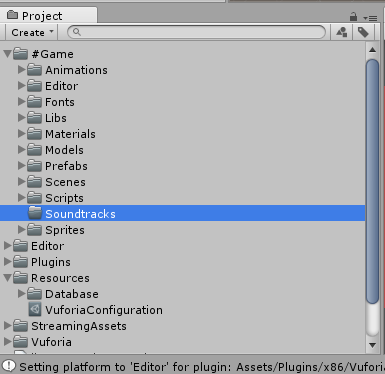 Project
Create
#Game
Animations
Editor
Fonts
Libs
Materials
Models
Prefabs
Scenes
Scripts
Soundtracks
Sprites
Editor
Plugins
Resources
Database
VuforiaConfiguration
StreamingAssets
Vuforia
Setting platform to 'Editor' for plugin: Assets/Plugins/x86/Vufori